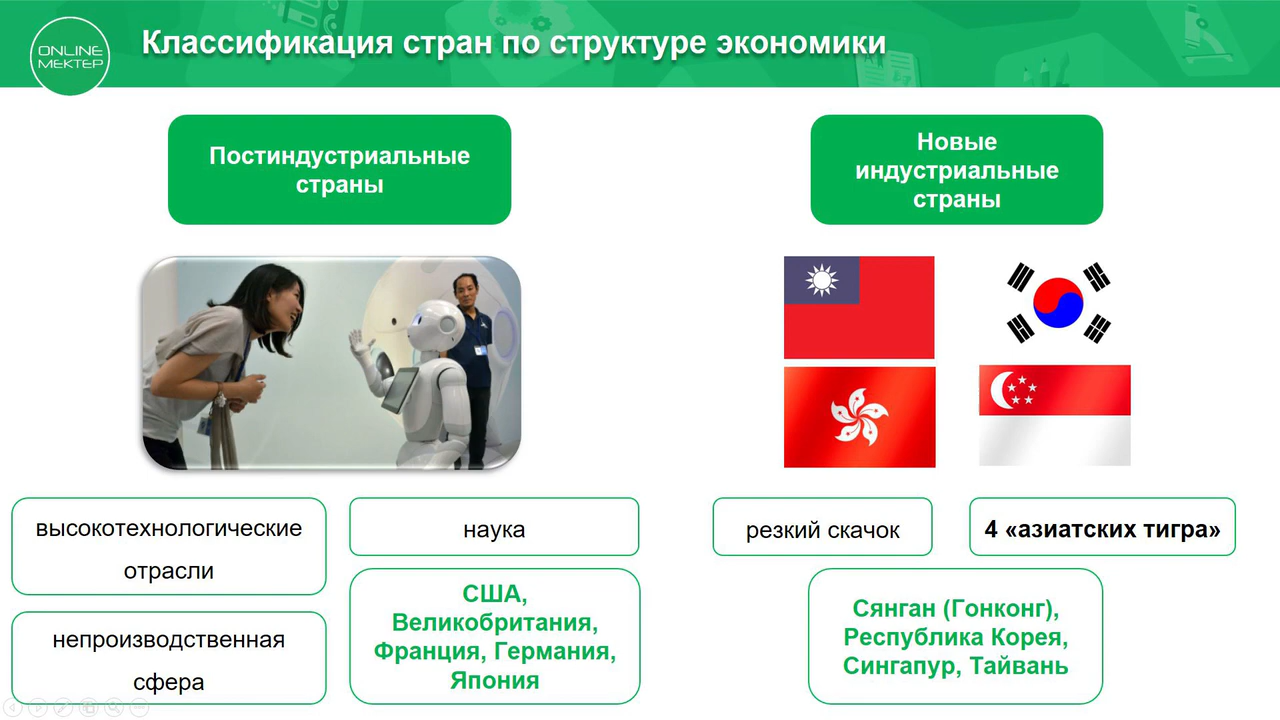 ONLINE
МЕКТЕР
Классификация стран по структуре экономики
Постиндустриальные
страны
Новые
индустриальные
страны
высокотехнологические
отрасли
наука
непроизводственная
сфера
США,
Великобритания,
Франция, Германия,
Япония
резкий скачок
4 «азиатских тигра»
Сянган (Гонконг),
Республика Корея,
Сингапур, Тайвань